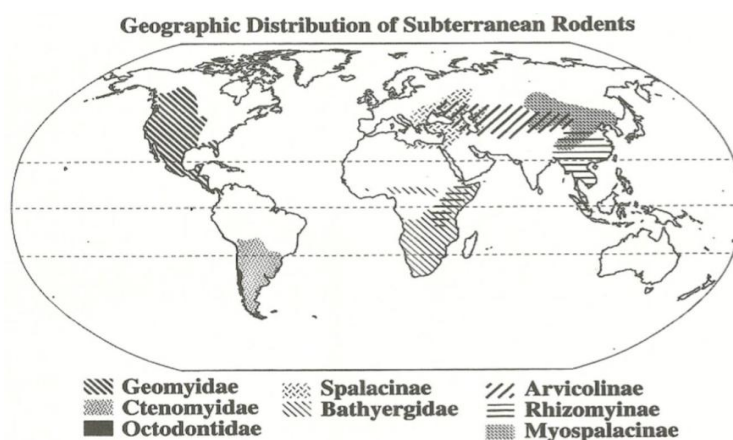 Geographic Distribution of Subterranean Rodents
Geomyidae
Ctenomyidae
Octodontidae
Spalacinae
Bathyergidae
Arvicolinae
Rhizomyinae
Myospalacinae